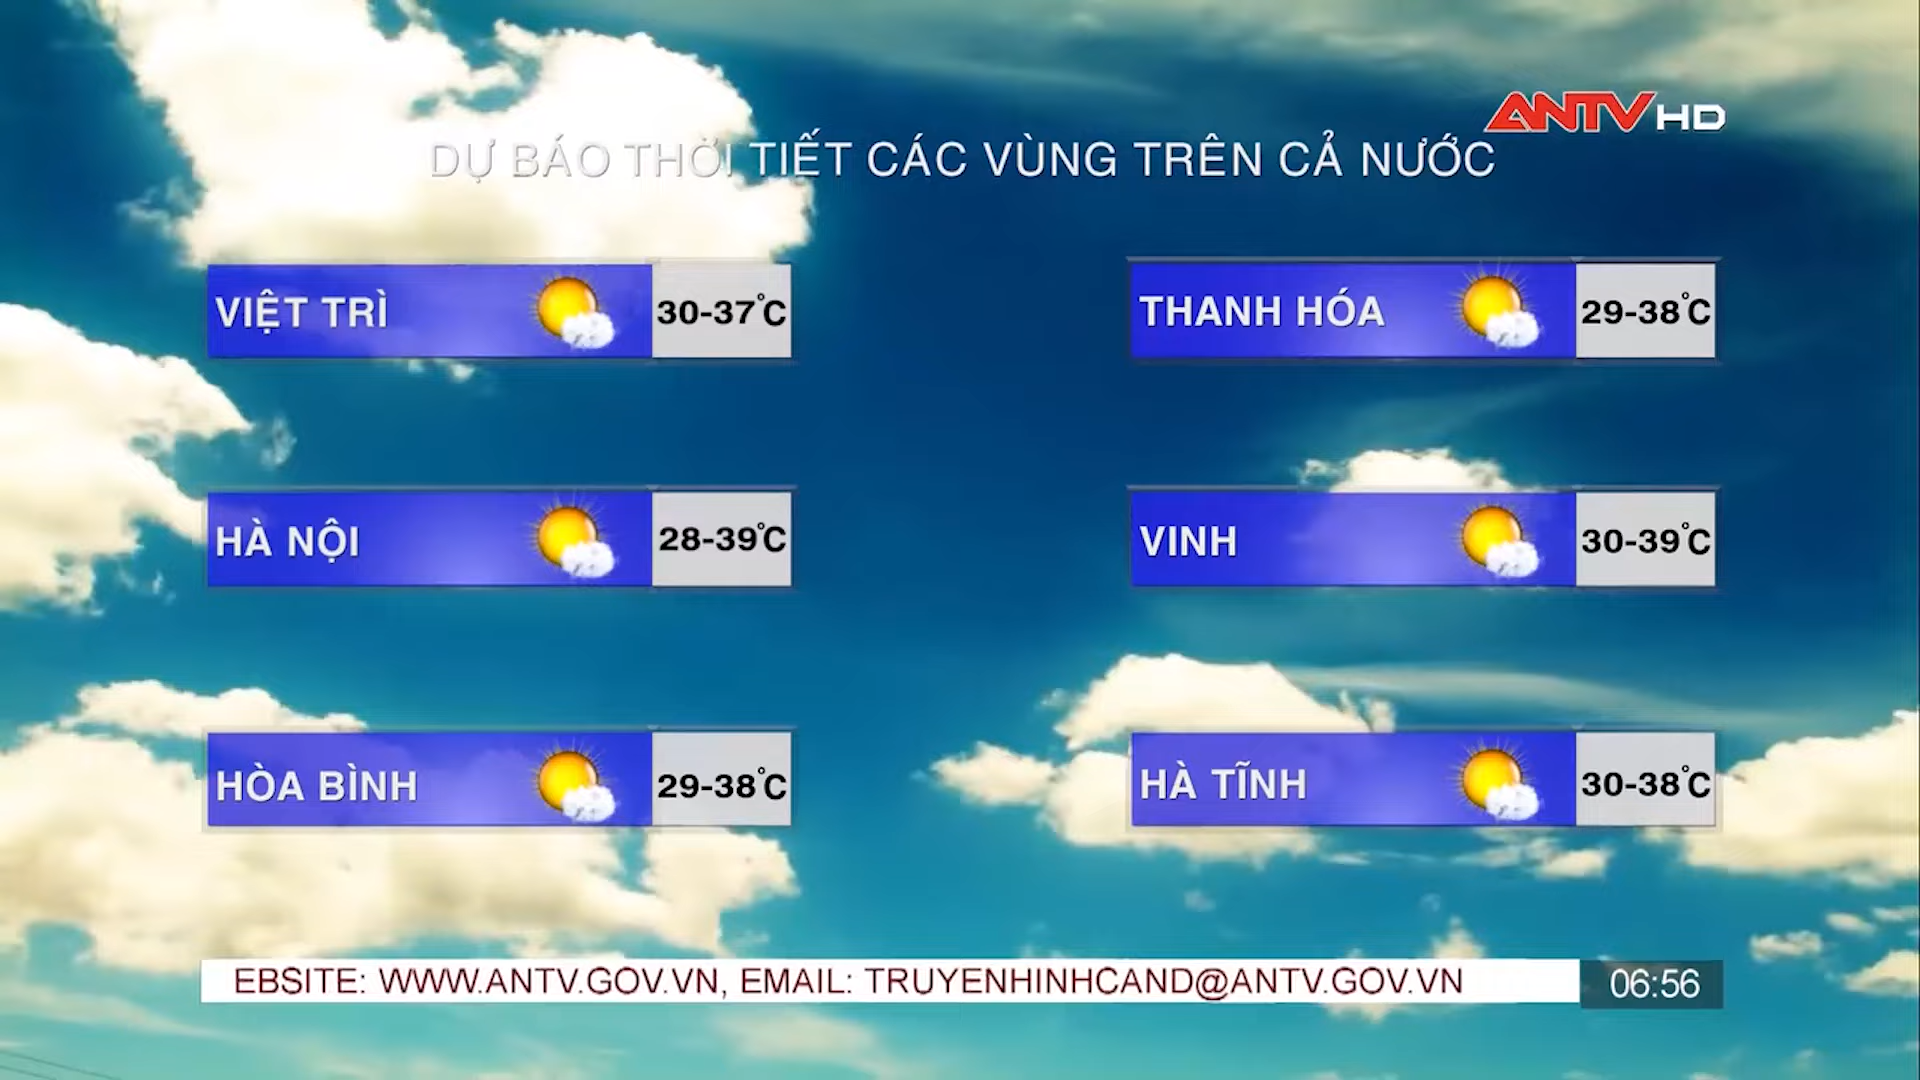 ANTV HD
DỰ BÁO THỜI TIẾT CÁC VÙNG TRÊN CẢ NƯỚC
VIỆT TRÌ 30-37°C
THANH HÓA 29-38°C
HÀ NỘI 28-39°C
VINH 30-39°C
HÒA BÌNH 29-38°C
HÀ TĨNH 30-38°C
EBSITE: WWW.ANTV.GOV.VN, EMAIL: TRUYENHINHCAND@ANTV.GOV.VN
06:56